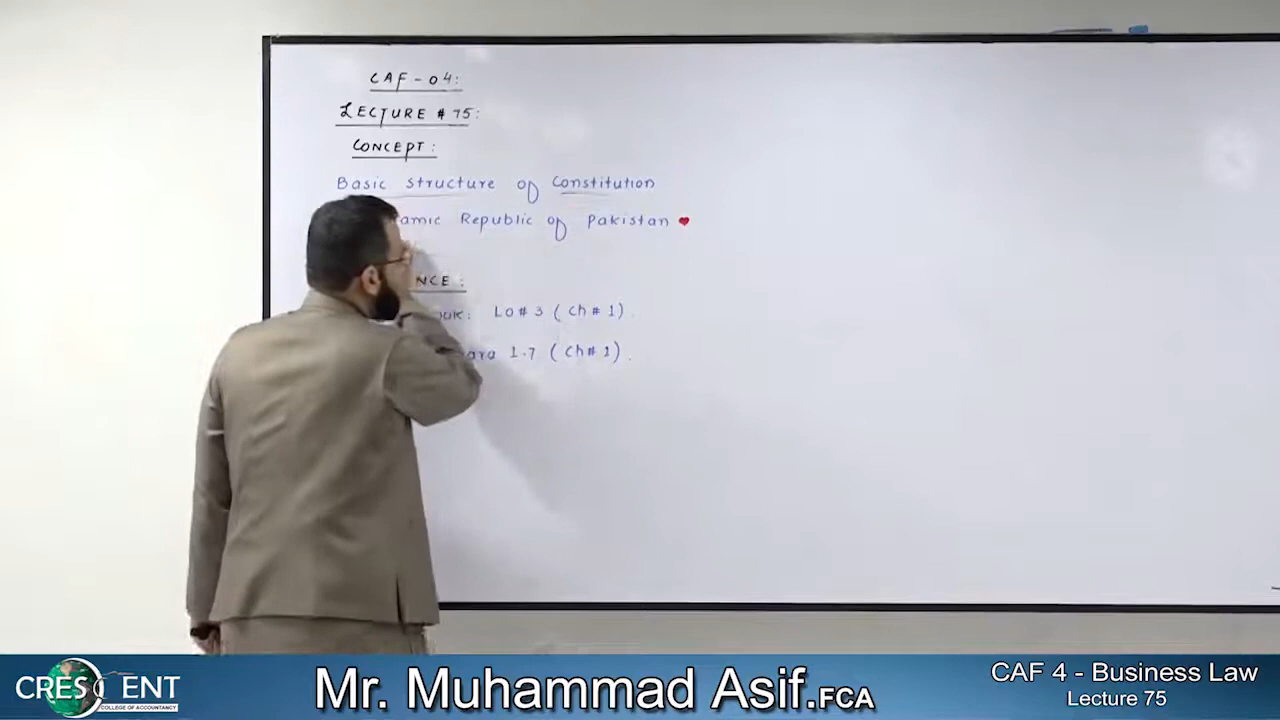 CAF - 04:
LECTURE # 75:
CONCEPT:
Basic structure of Constitution
amic Republic of Pakistan
NCE:
ook: Lo # 3 (Ch # 1).
ara 1.7 (Ch # 1).
CRESCENT
COLLEGE OF ACCOUNTANCY
Mr. Muhammad Asif.FCA
CAF 4 - Business Law
Lecture 75